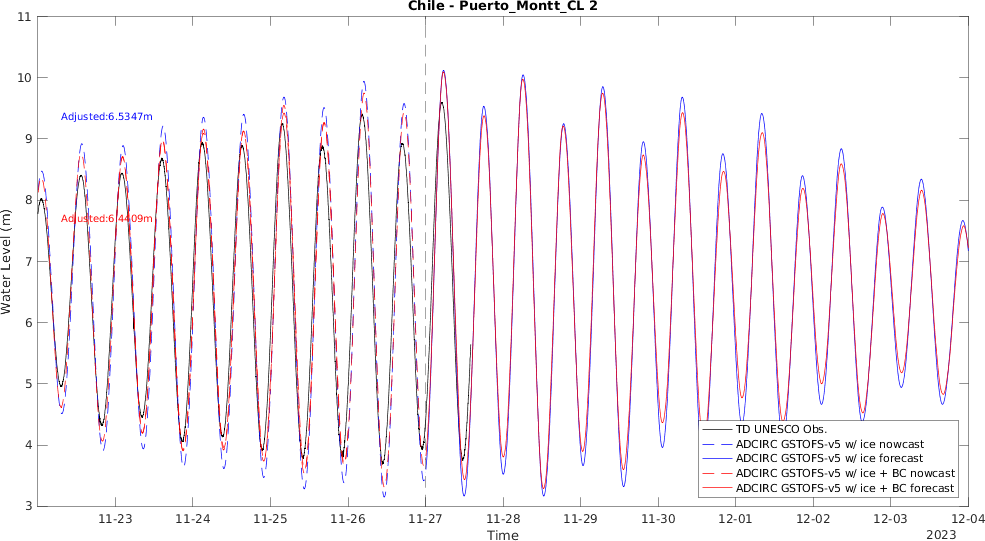 Chile - Puerto_Montt_CL 2
11
10
9
8
7
6
5
4
3
Water Level (m)
Adjusted:6.5347m
Adjusted:6.4409m
TD UNESCO Obs.
ADCIRC GSTOFS-v5 w/ ice nowcast
ADCIRC GSTOFS-v5 w/ ice forecast
ADCIRC GSTOFS-v5 w/ ice + BC nowcast
ADCIRC GSTOFS-v5 w/ ice + BC forecast
11-23 11-24 11-25 11-26 11-27 11-28 11-29 11-30 12-01 12-02 12-03 12-04
Time
2023